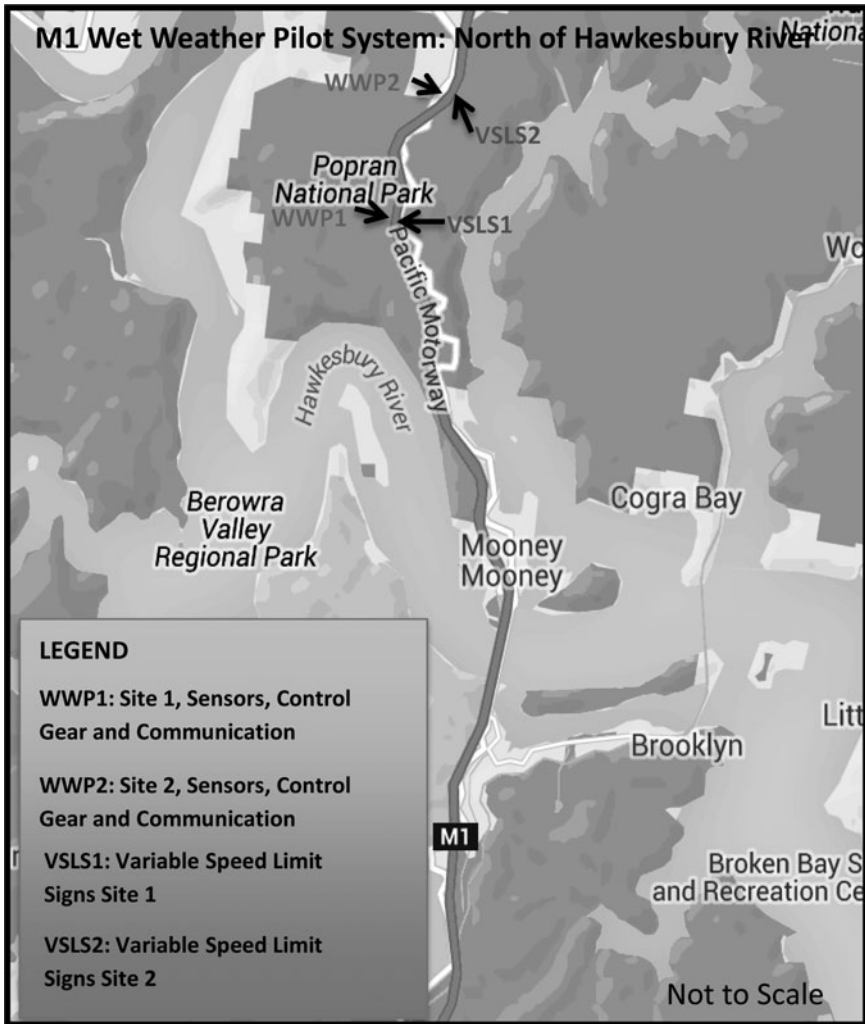 M1 Wet Weather Pilot System: North of Hawkesbury River
National
WWP2
VSLS2
Popran
National Park
WWP1
VSLS1
Pacific Motorway
Wo
Hawkesbury River
Berowra
Valley
Regional Park
Cogra Bay
Mooney
Mooney
LEGEND
WWP1: Site 1, Sensors, Control
Gear and Communication
WWP2: Site 2, Sensors, Control
Gear and Communication
VSLS1: Variable Speed Limit
Signs Site 1
VSLS2: Variable Speed Limit
Signs Site 2
Litt
Brooklyn
M1
Broken Bay S
and Recreation Ce
Not to Scale